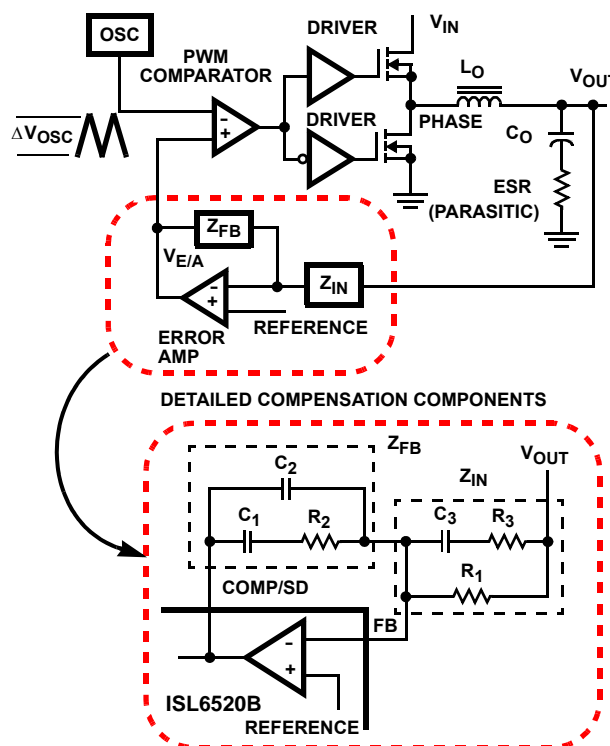 OSC
PWM
COMPARATOR
DRIVER
V_IN
L_O
V_OUT
ΔV_OSC
-
+
DRIVER
PHASE
C_O
ESR
(PARASITIC)
Z_FB
V_E/A
-
+
Z_IN
REFERENCE
ERROR
AMP
DETAILED COMPENSATION COMPONENTS
Z_FB
V_OUT
C_2
Z_IN
C_1
R_2
C_3
R_3
R_1
COMP/SD
FB
-
+
ISL6520B
REFERENCE